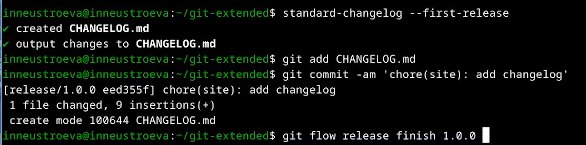 inneustroeva@inneustroeva:~/git-extended$ standard-changelog --first-release
✔ created CHANGELOG.md
✔ output changes to CHANGELOG.md
inneustroeva@inneustroeva:~/git-extended$ git add CHANGELOG.md
inneustroeva@inneustroeva:~/git-extended$ git commit -am 'chore(site): add changelog'
[release/1.0.0 eed355f] chore(site): add changelog
 1 file changed, 9 insertions(+)
 create mode 100644 CHANGELOG.md
inneustroeva@inneustroeva:~/git-extended$ git flow release finish 1.0.0